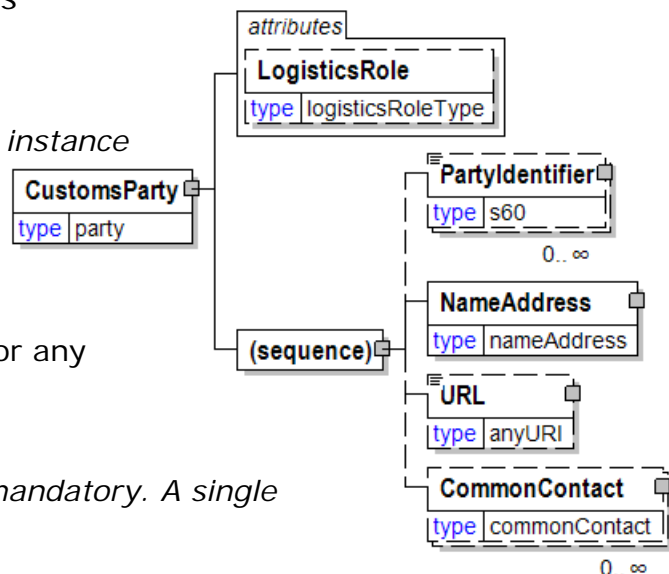 s
attributes
LogisticsRole
type logisticsRoleType
instance
CustomsParty
type party
PartyIdentifier
type s60
0.. ∞
NameAddress
type nameAddress
or any
(sequence)
URL
type anyURI
mandatory. A single
CommonContact
type commonContact
0.. ∞